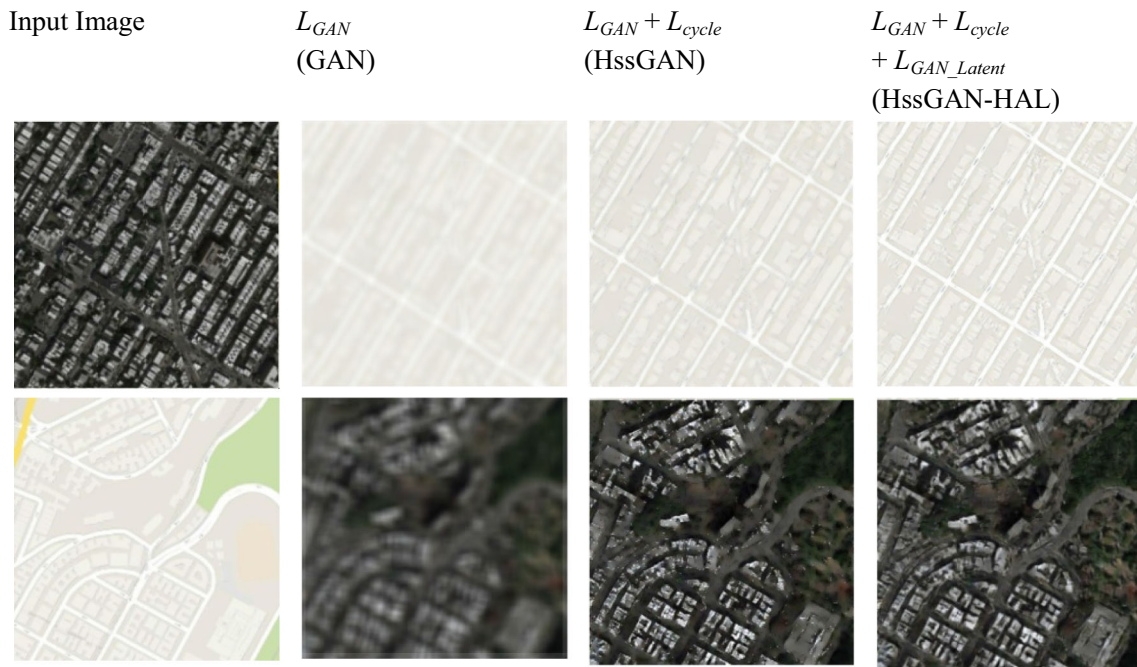 Input Image
L_GAN
(GAN)
L_GAN + L_cycle
(HssGAN)
L_GAN + L_cycle
+ L_GAN_Latent
(HssGAN-HAL)